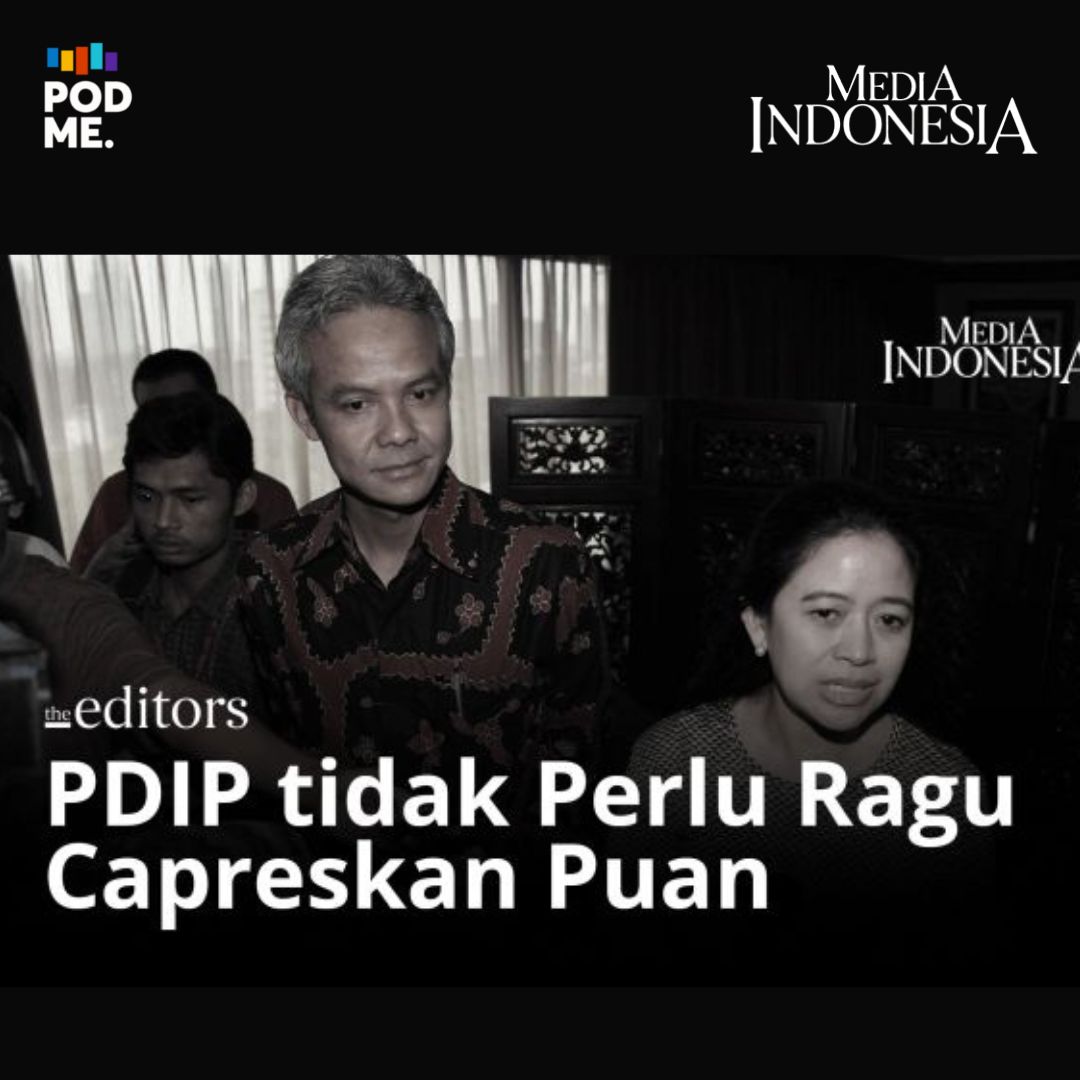 POD
ME.
MEDIA
INDONESIA
MEDIA
INDONESIA
the editors
PDIP tidak Perlu Ragu
Capreskan Puan